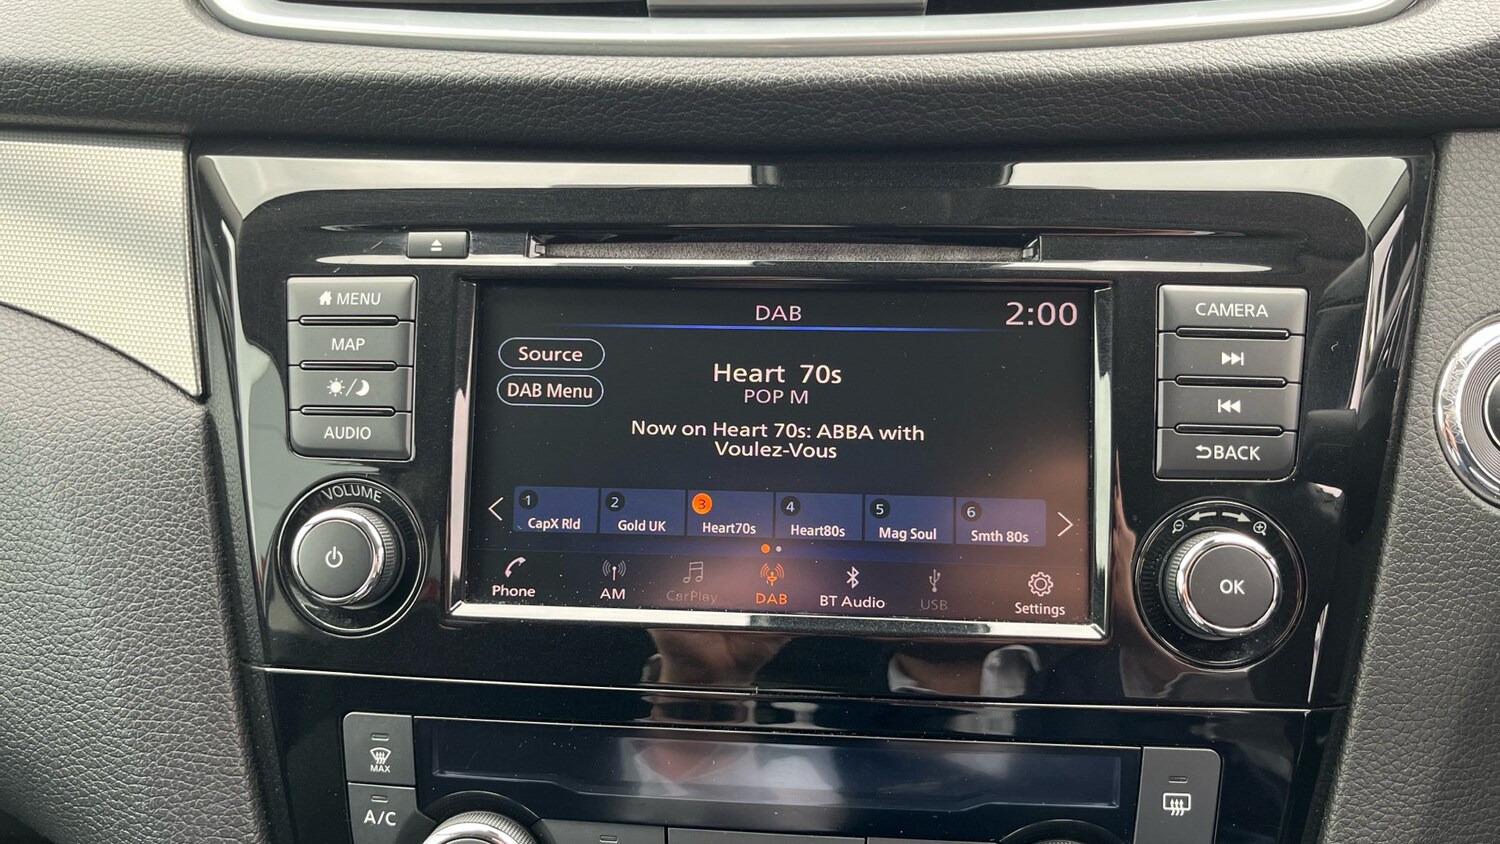 MENU
MAP
AUDIO
VOLUME
DAB
2:00
Source
DAB Menu
Heart 70s
POP M
Now on Heart 70s: ABBA with
Voulez-Vous
1
CapX Rld
2
Gold UK
3
Heart70s
4
Heart80s
5
Mag Soul
6
Smth 80s
Phone
AM
CarPlay
DAB
BT Audio
USB
Settings
CAMERA
BACK
OK
MAX
A/C